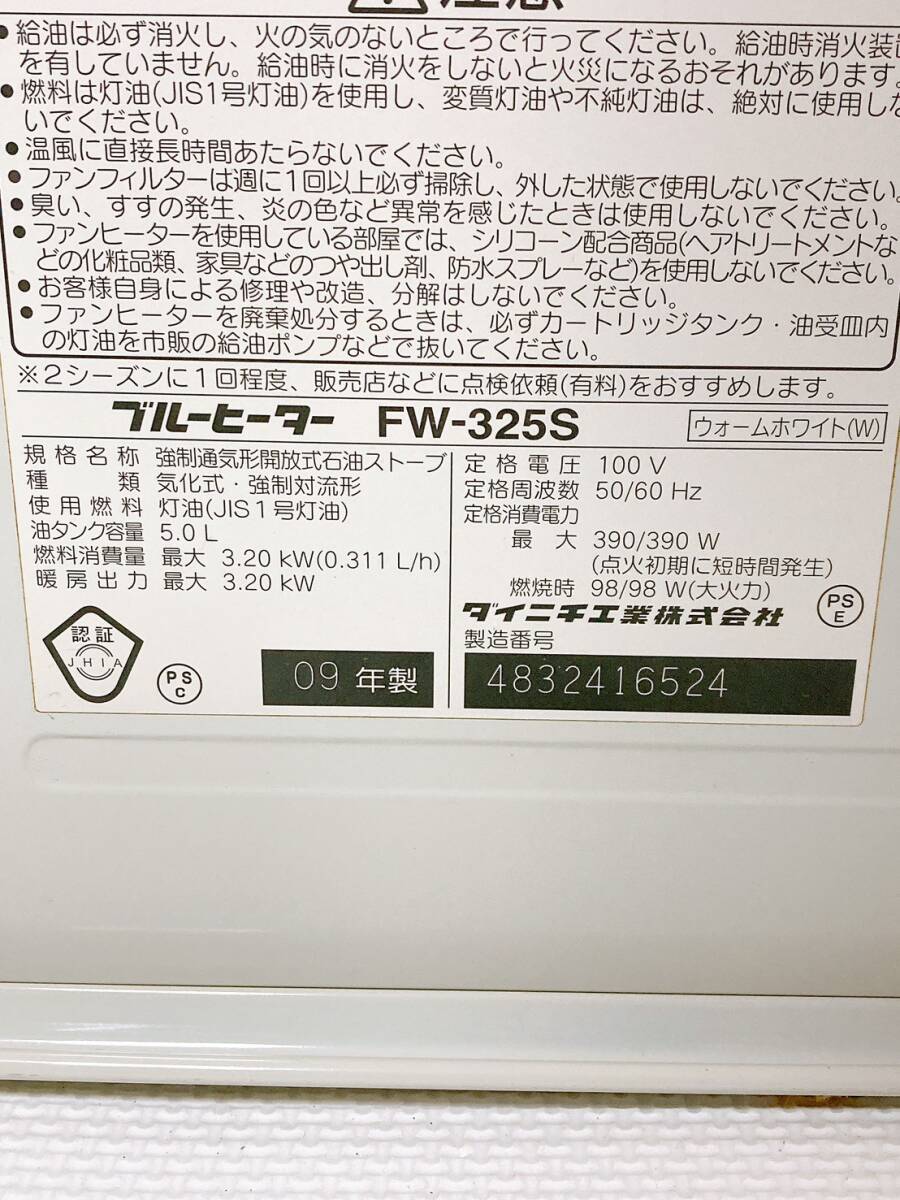 注意
•給油は必ず消火し、火の気のないところで行ってください。給油時消火装置
を有していません。給油時に消火をしないと火災になるおそれがあります。
•燃料は灯油(JIS1号灯油)を使用し、変質灯油や不純灯油は、絶対に使用しな
いでください。
•温風に直接長時間あたらないでください。
•ファンフィルターは週に1回以上必ず掃除し、外した状態で使用しないでください。
•臭い、すすの発生、炎の色など異常を感じたときは使用しないでください。
•ファンヒーターを使用している部屋では、シリコーン配合商品(ヘアトリートメントな
どの化粧品類、家具などのつや出し剤、防水スプレーなど)を使用しないでください。
•お客様自身による修理や改造、分解はしないでください。
•ファンヒーターを廃棄処分するときは、必ずカートリッジタンク・油受皿内
の灯油を市販の給油ポンプなどで抜いてください。
※2シーズンに1回程度、販売店などに点検依頼(有料)をおすすめします。
ブルーヒーター FW-325S ウォームホワイト(W)
規格名称 強制通気形開放式石油ストーブ
種類 気化式・強制対流形
使用燃料 灯油(JIS1号灯油)
油タンク容量 5.0 L
燃料消費量 最大 3.20 kW(0.311 L/h)
暖房出力 最大 3.20 kW
定格電圧 100 V
定格周波数 50/60 Hz
定格消費電力
最大 390/390 W
(点火初期に短時間発生)
燃焼時 98/98 W(大火力)
ダイニチ工業株式会社
PS
E
認証
JHIA
PS
C
09 年製
製造番号
4832416524